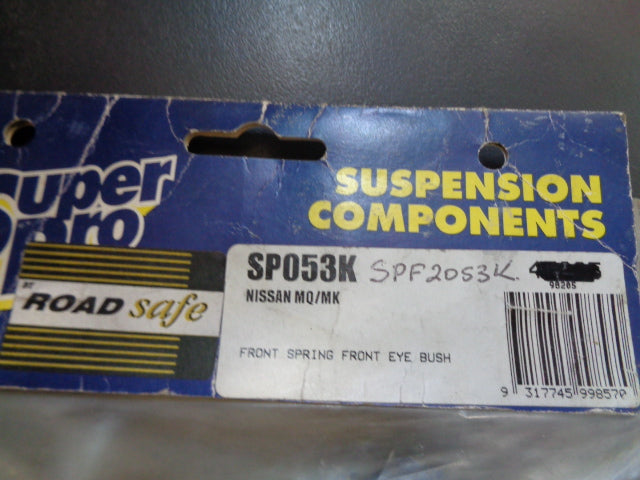 super
pro
SUSPENSION
COMPONENTS
BY
ROAD safe
SP053K SPF2053K
NISSAN MQ/MK
90205
FRONT SPRING FRONT EYE BUSH
9 317745 998570